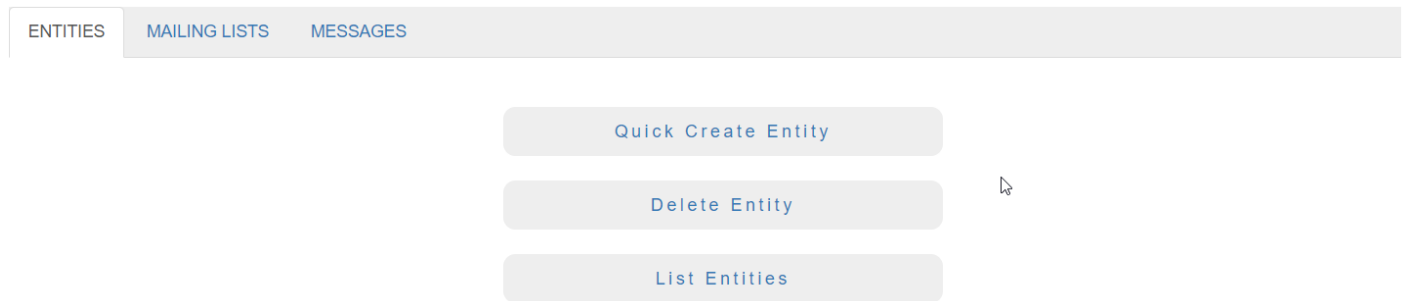 ENTITIES MAILING LISTS MESSAGES
Quick Create Entity
Delete Entity
List Entities